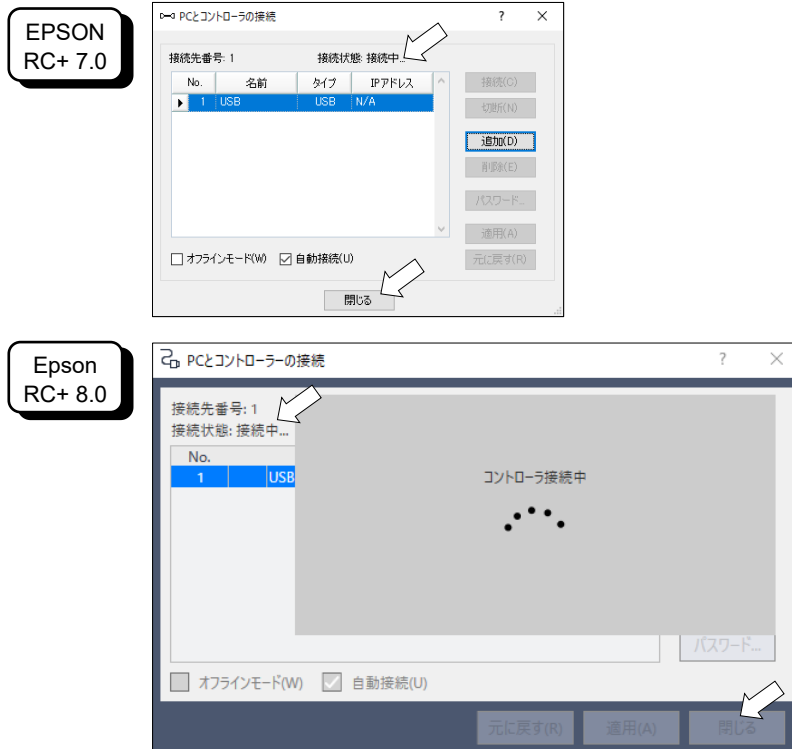 EPSON
RC+ 7.0
PCとコントローラの接続
? ×
接続先番号: 1 接続状態: 接続中...
No. 名前 タイプ IPアドレス
1 USB USB N/A
接続(C)
切断(N)
追加(D)
削除(E)
パスワード...
適用(A)
元に戻す(R)
オフラインモード(W) 自動接続(U)
閉じる
Epson
RC+ 8.0
PCとコントローラーの接続
? ×
接続先番号: 1
接続状態: 接続中...
No.
1 USB
コントローラ接続中
パスワード...
オフラインモード(W) 自動接続(U)
元に戻す(R) 適用(A) 閉じる